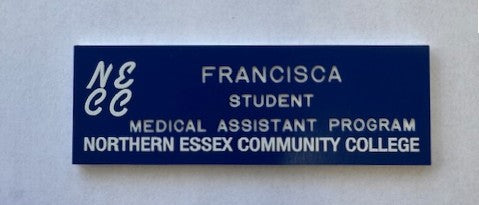 NE
CC
FRANCISCA
STUDENT
MEDICAL ASSISTANT PROGRAM
NORTHERN ESSEX COMMUNITY COLLEGE